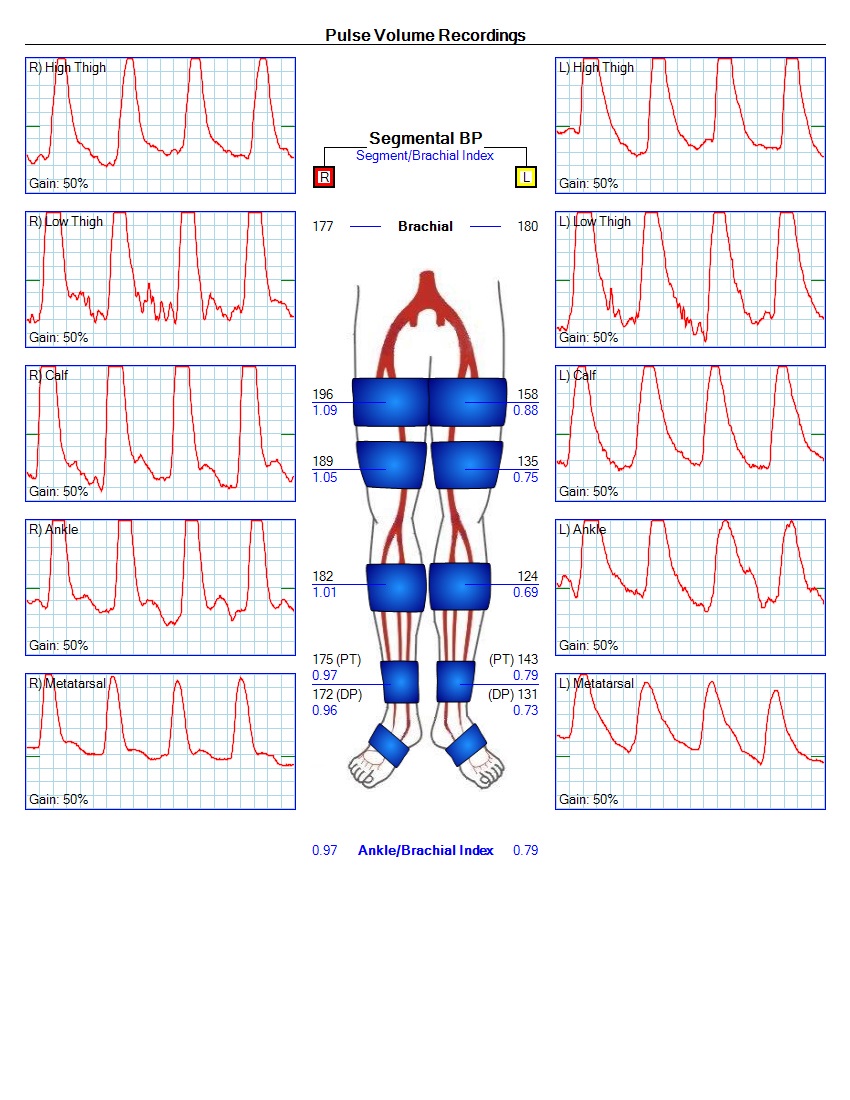 Pulse Volume Recordings
R) High Thigh
Gain: 50%
L) High Thigh
Gain: 50%
Segmental BP
Segment/Brachial Index
R
L
177 Brachial 180
R) Low Thigh
Gain: 50%
L) Low Thigh
Gain: 50%
R) Calf
Gain: 50%
196 158
1.09 0.88
189 135
1.05 0.75
L) Calf
Gain: 50%
R) Ankle
Gain: 50%
182 124
1.01 0.69
L) Ankle
Gain: 50%
R) Metatarsal
Gain: 50%
175 (PT) (PT) 143
0.97 0.79
172 (DP) (DP) 131
0.96 0.73
L) Metatarsal
Gain: 50%
0.97 Ankle/Brachial Index 0.79